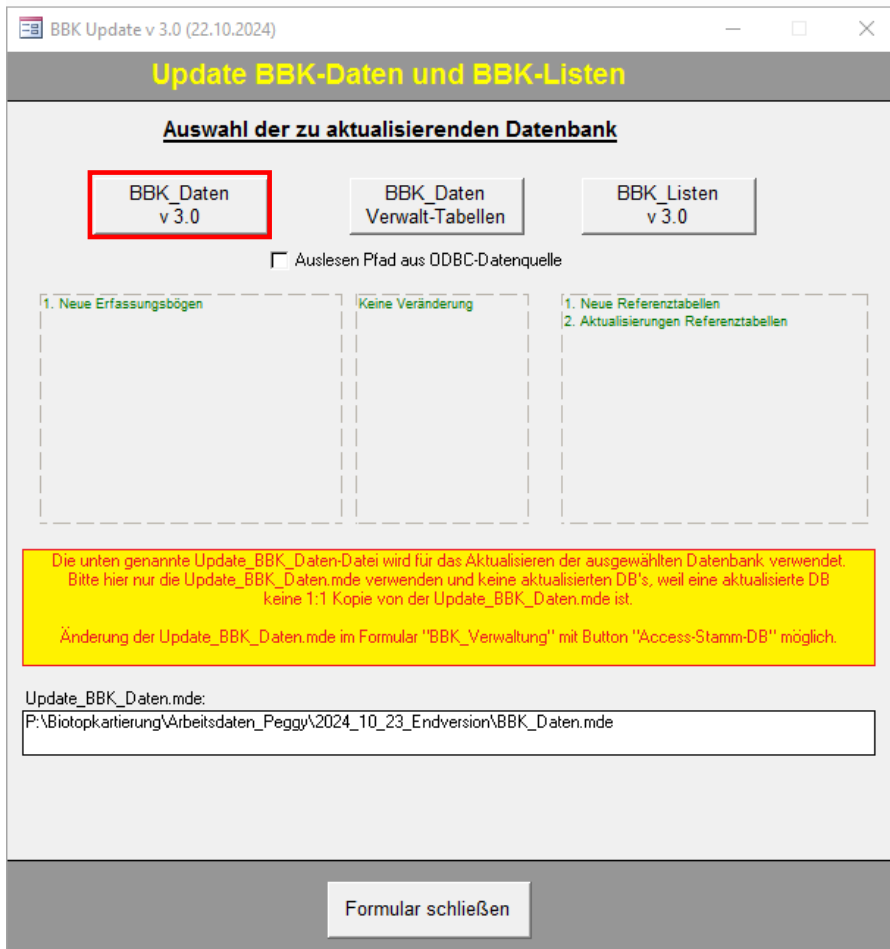 BBK Update v 3.0 (22.10.2024)
Update BBK-Daten und BBK-Listen
Auswahl der zu aktualisierenden Datenbank
BBK_Daten
v 3.0
BBK_Daten
Verwalt-Tabellen
BBK_Listen
v 3.0
Auslesen Pfad aus ODBC-Datenquelle
1. Neue Erfassungsbögen
Keine Veränderung
1. Neue Referenztabellen
2. Aktualisierungen Referenztabellen
Die unten genannte Update_BBK_Daten-Datei wird für das Aktualisieren der ausgewählten Datenbank verwendet.
Bitte hier nur die Update_BBK_Daten.mde verwenden und keine aktualisierten DB's, weil eine aktualisierte DB
keine 1:1 Kopie von der Update_BBK_Daten.mde ist.
Änderung der Update_BBK_Daten.mde im Formular "BBK_Verwaltung" mit Button "Access-Stamm-DB" möglich.
Update_BBK_Daten.mde:
P:\Biotopkartierung\Arbeitsdaten_Peggy\2024_10_23_Endversion\BBK_Daten.mde
Formular schließen